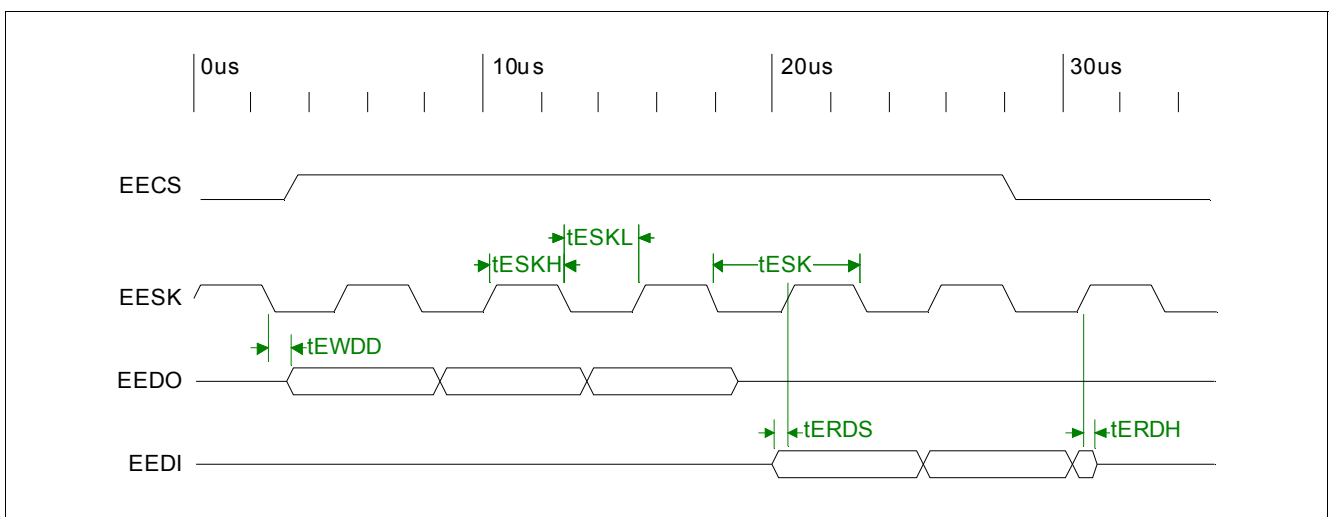 0us 10us 20us 30us
EECS
tESKL
tESKH tESK
EESK
tEWDD
EEDO
tERDS tERDH
EEDI